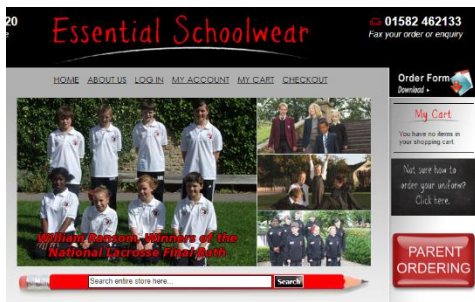 20
Essential Schoolwear
01582 462133
Fax your order or enquiry
HOME ABOUT US LOG IN MY ACCOUNT MY CART CHECKOUT
Order Form
Download
My Cart
You have no items in
your shopping cart.
Not sure how to
order your uniform?
Click here.
William Ransom, Winners of the
National Lacrosse Final Bath
PARENT
ORDERING
Search entire store here...
Search